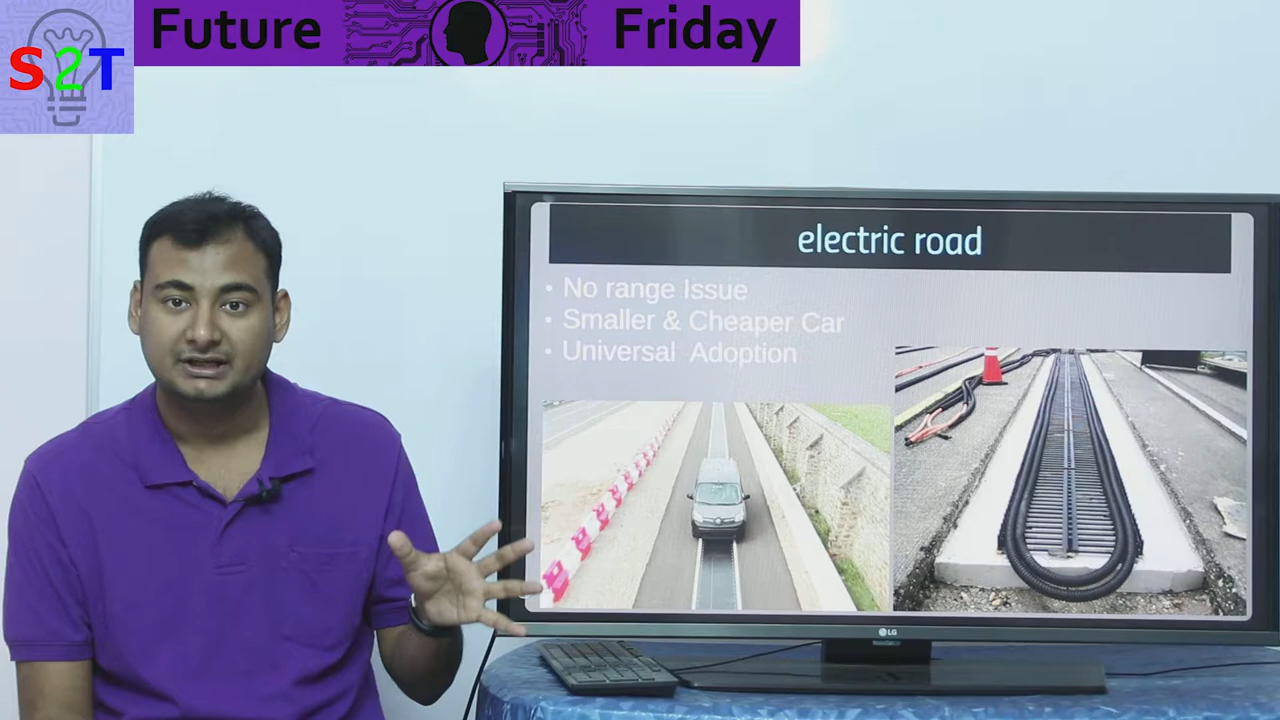 Future Friday
S2T
electric road
• No range Issue
• Smaller & Cheaper Car
• Universal Adoption
LG